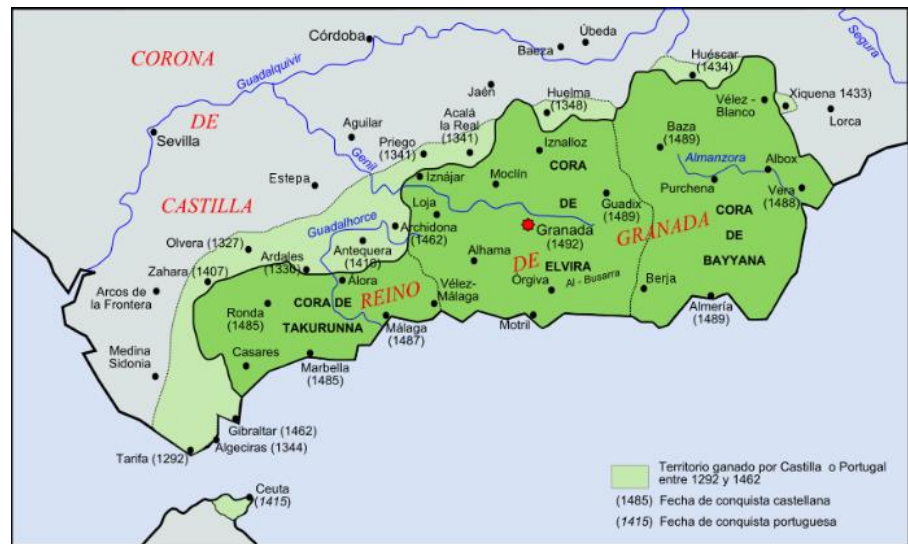 CORONA
DE
CASTILLA
Córdoba
Guadalquivir
Baeza
Úbeda
Segura
Huéscar
(1434)
Jaén
Huelma
(1348)
Vélez -
Blanco
Xiquena 1433)
Lorca
Sevilla
Aguilar
Genil
Priego
(1341)
Acalá
la Real
(1341)
Iznalloz
Baza
(1489)
Almanzora
Albox
Estepa
Iznájar
Moclín
CORA
DE
ELVIRA
Purchena
Vera
(1488)
Loja
Guadix
(1489)
CORA
DE
BAYYANA
Guadalhorce
Archidona
(1462)
Granada
(1492)
REINO
DE
GRANADA
Olvera (1327)
Antequera
(1410)
Ardales
(1330)
Zahara (1407)
Alhama
Órgiva
Al - Busarra
Berja
Arcos de
la Frontera
Álora
Vélez-
Málaga
Ronda
(1485)
CORA DE
TAKURUNNA
Málaga
(1487)
Motril
Almería
(1489)
Medina
Sidonia
Casares
Marbella
(1485)
Gibraltar (1462)
Algeciras (1344)
Tarifa (1292)
Ceuta
(1415)
Territorio ganado por Castilla o Portugal
entre 1292 y 1462
(1485) Fecha de conquista castellana
(1415) Fecha de conquista portuguesa